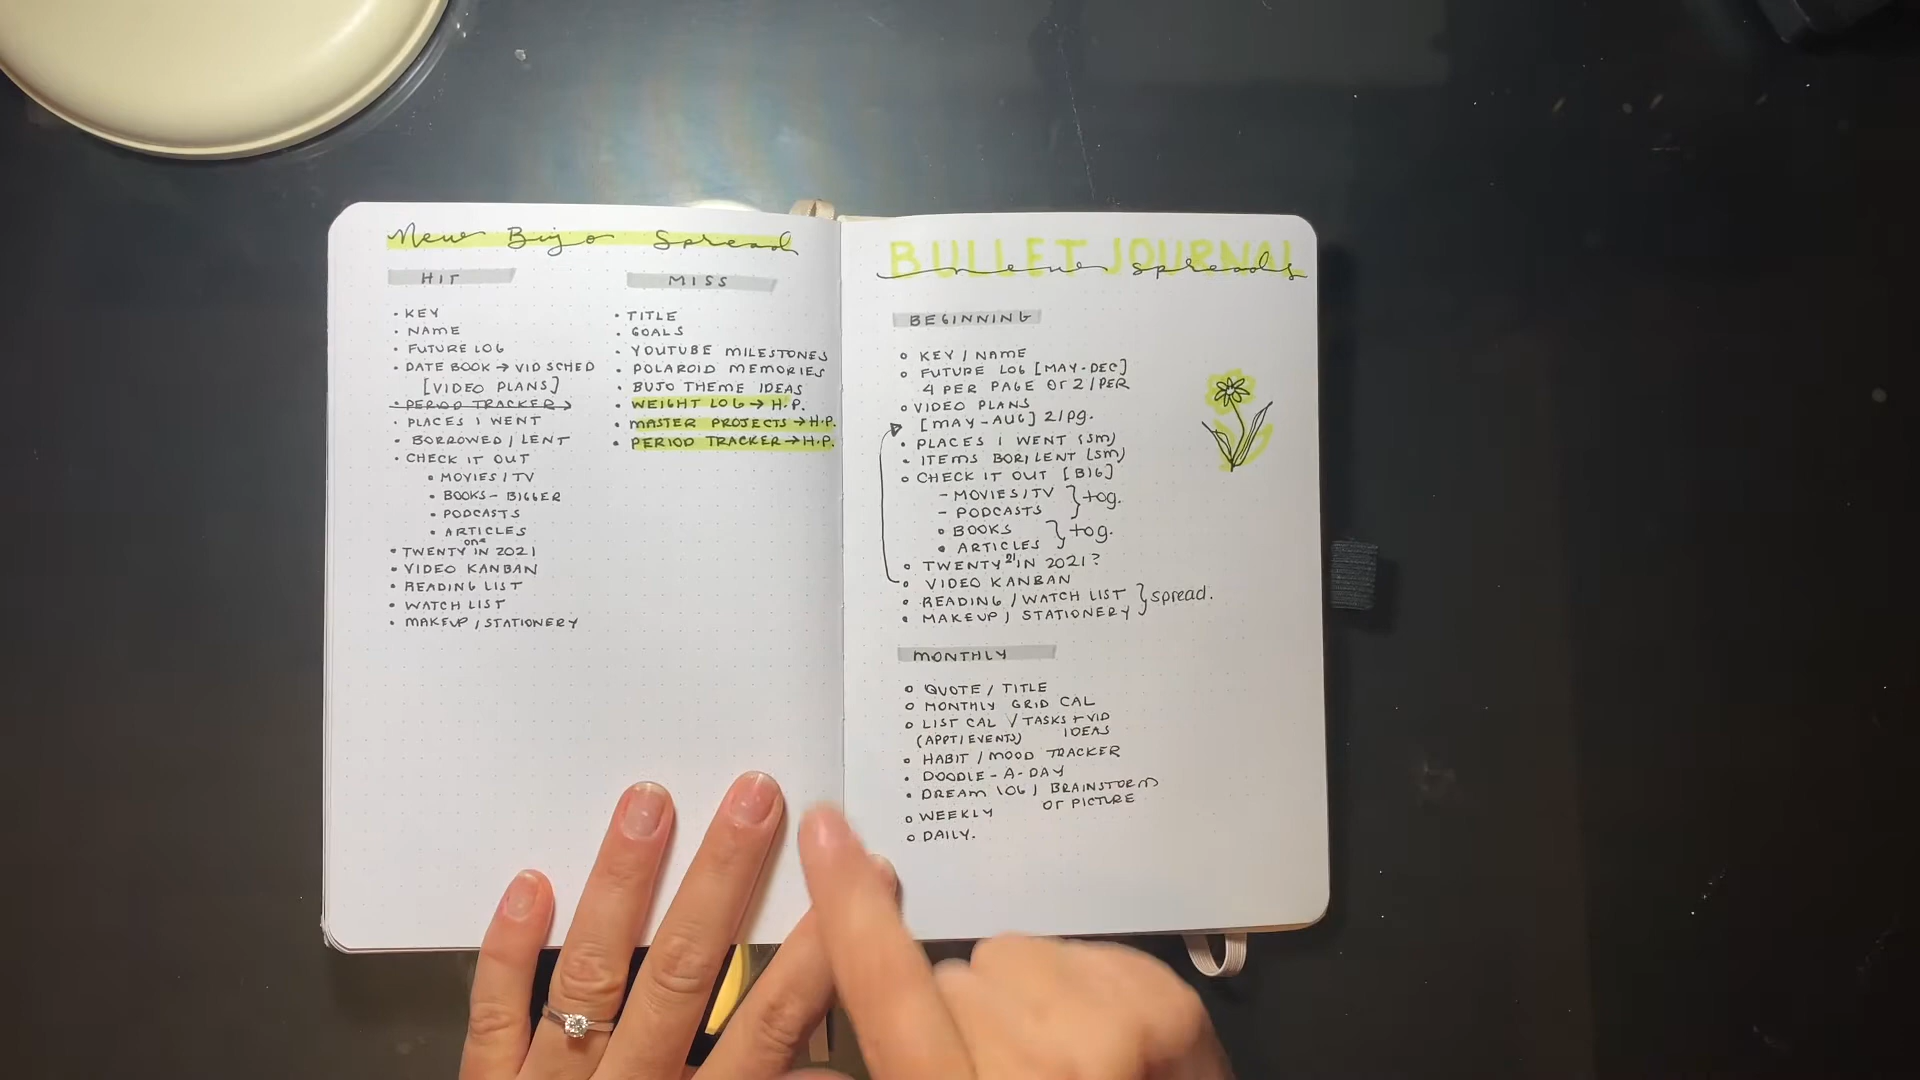 New Bujo Spread
HIT
• KEY
• NAME
• FUTURE LOG
• DATE BOOK → VID SCHED
[VIDEO PLANS]
• PERIOD TRACKER
• PLACES I WENT
• BORROWED / LENT
• CHECK IT OUT
• MOVIES / TV
• BOOKS - BIGGER
• PODCASTS
• ARTICLES
• TWENTY one IN 2021
• VIDEO KANBAN
• READING LIST
• WATCH LIST
• MAKEUP / STATIONERY
MISS
• TITLE
• GOALS
• YOUTUBE MILESTONES
• POLAROID MEMORIES
• BUJO THEME IDEAS
• WEIGHT LOG → H.P.
• MASTER PROJECTS → H.P.
• PERIOD TRACKER → H.P.
BULLET JOURNAL
new spreads
BEGINNING
o KEY / NAME
o FUTURE LOG [MAY-DEC]
4 PER PAGE Or 2 / PER
o VIDEO PLANS
[MAY-AUG] 2/pg.
• PLACES I WENT (sm)
• ITEMS BOR/LENT (sm)
o CHECK IT OUT [BIG]
- MOVIES/TV } tog.
- PODCASTS
• BOOKS } tog.
• ARTICLES
o TWENTY 21 IN 2021?
o VIDEO KANBAN
• READING / WATCH LIST } spread.
• MAKEUP / STATIONERY
MONTHLY
o QUOTE / TITLE
o MONTHLY GRID CAL
o LIST CAL / TASKS + VID
(APPT/EVENTS) IDEAS
o HABIT / MOOD TRACKER
• DOODLE-A-DAY
• DREAM LOG / BRAINSTORM
or PICTURE
o WEEKLY
o DAILY.